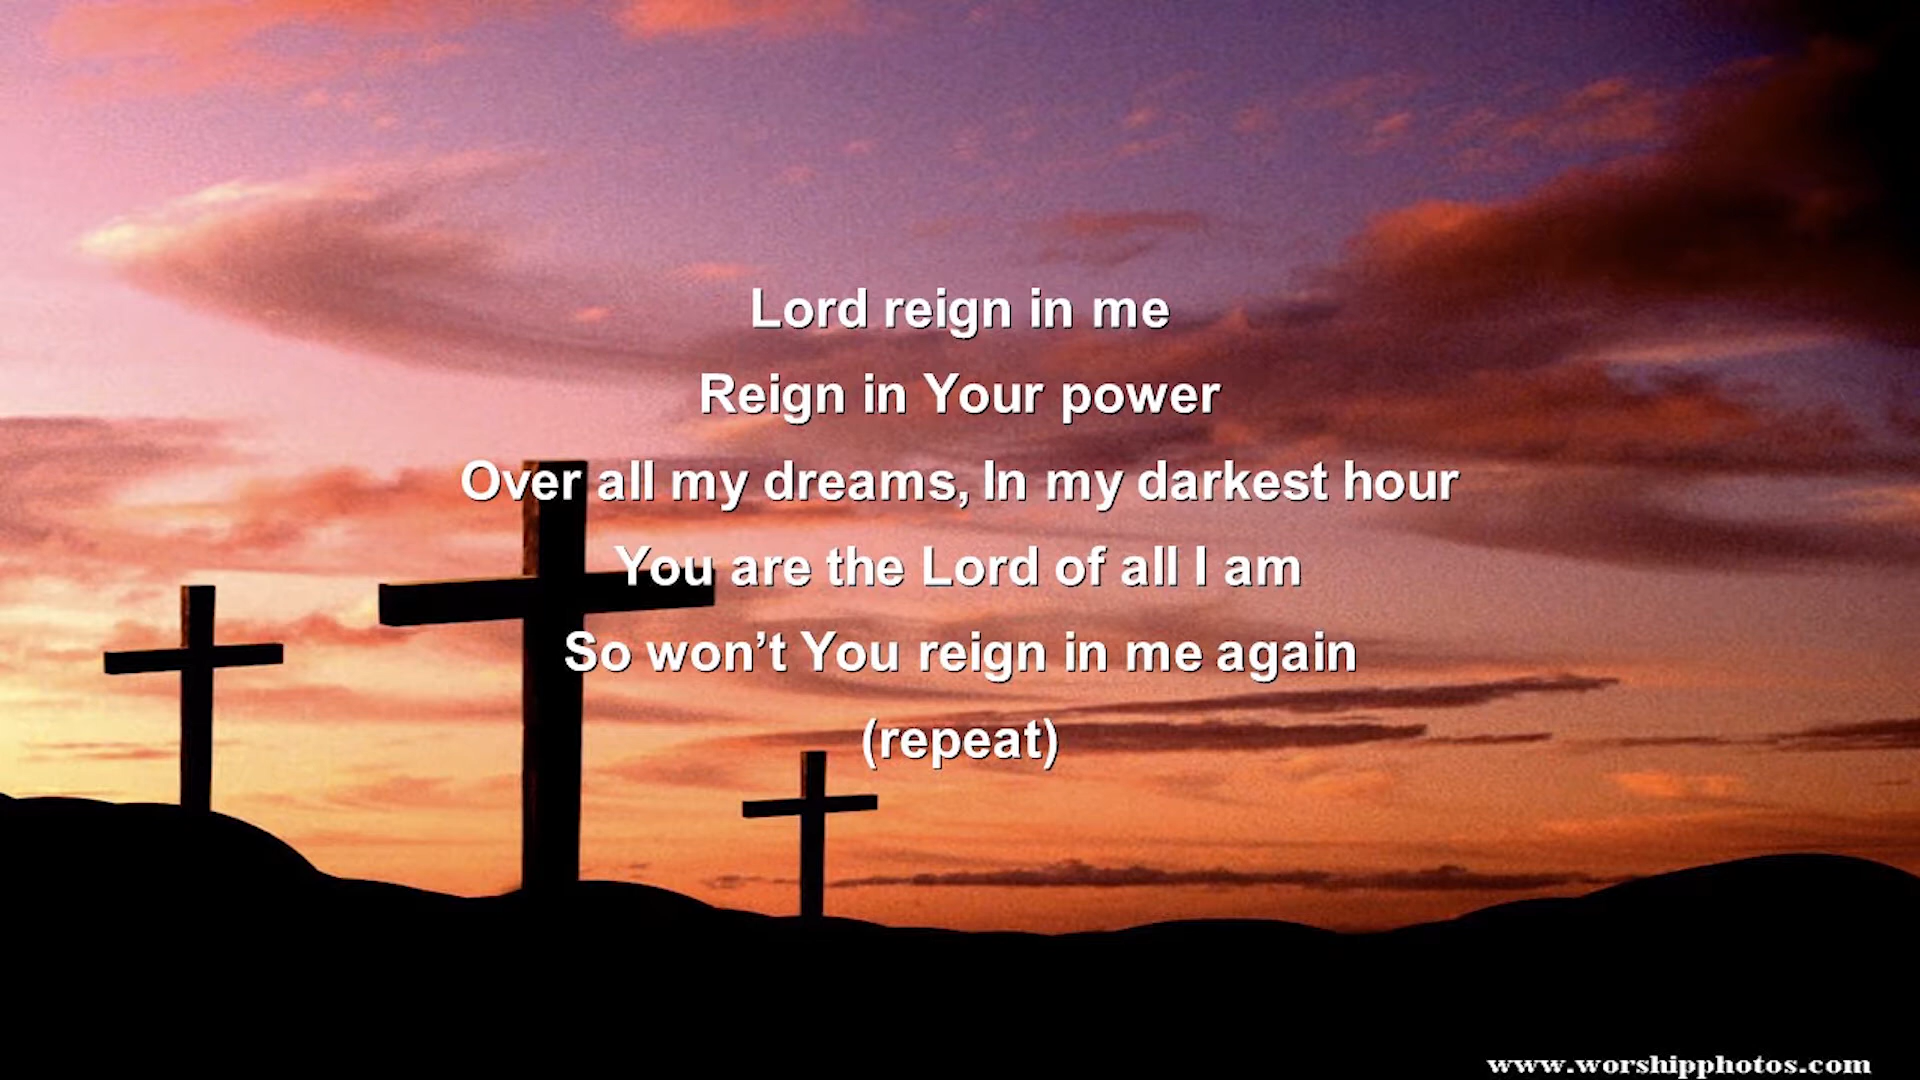 Lord reign in me
Reign in Your power
Over all my dreams, In my darkest hour
You are the Lord of all I am
So won’t You reign in me again
(repeat)
www.worshipphotos.com